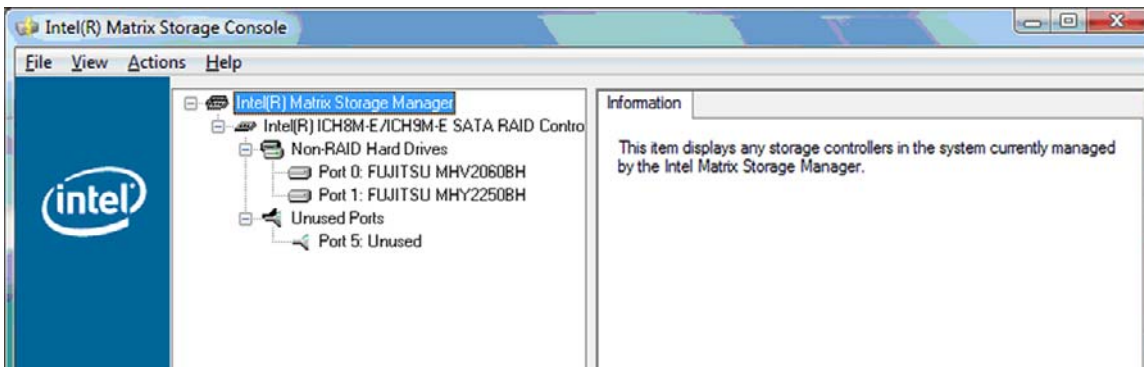 Intel(R) Matrix Storage Console
File View Actions Help
Intel(R) Matrix Storage Manager
Intel(R) ICH8M-E/ICH9M-E SATA RAID Contro
Non-RAID Hard Drives
Port 0: FUJITSU MHV2060BH
Port 1: FUJITSU MHY2250BH
Unused Ports
Port 5: Unused
intel
Information
This item displays any storage controllers in the system currently managed
by the Intel Matrix Storage Manager.